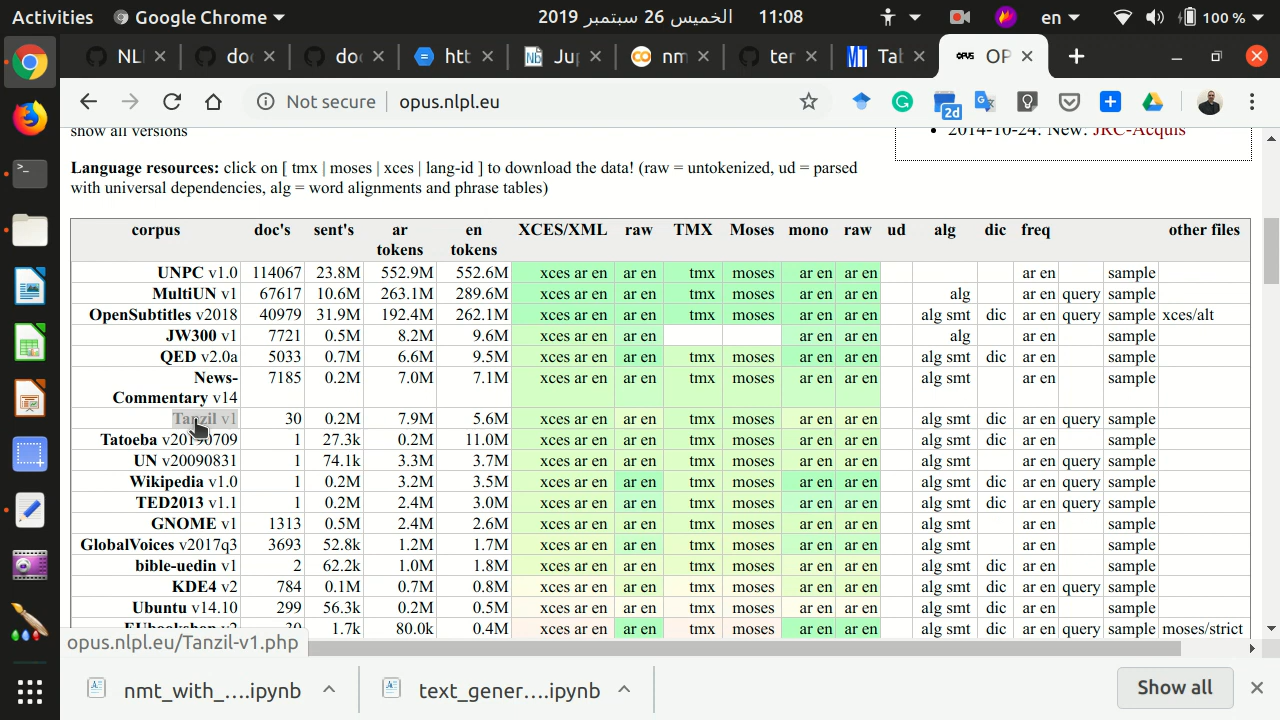 Activities Google Chrome الخميس 26 سبتمبر 2019 11:08 en 100 %
NL doc doc htt Ju nm ter Tab OP
Not secure opus.nlpl.eu 2d
show all versions
2014-10-24: New: JRC-Acquis
Language resources: click on [ tmx | moses | xces | lang-id ] to download the data! (raw = untokenized, ud = parsed
with universal dependencies, alg = word alignments and phrase tables)
corpus doc's sent's ar tokens en tokens XCES/XML raw TMX Moses mono raw ud alg dic freq other files
UNPC v1.0 114067 23.8M 552.9M 552.6M xces ar en ar en tmx moses ar en ar en ar en sample
MultiUN v1 67617 10.6M 263.1M 289.6M xces ar en ar en tmx moses ar en ar en alg ar en query sample
OpenSubtitles v2018 40979 31.9M 192.4M 262.1M xces ar en ar en tmx moses ar en ar en alg smt dic ar en query sample xces/alt
JW300 v1 7721 0.5M 8.2M 9.6M xces ar en ar en ar en ar en alg ar en sample
QED v2.0a 5033 0.7M 6.6M 9.5M xces ar en ar en tmx moses ar en ar en alg smt dic ar en query sample
News-
Commentary v14 7185 0.2M 7.0M 7.1M xces ar en ar en tmx moses ar en ar en alg smt ar en sample
Tanzil v1 30 0.2M 7.9M 5.6M xces ar en ar en tmx moses ar en ar en alg smt dic ar en query sample
Tatoeba v20190709 1 27.3k 0.2M 11.0M xces ar en ar en tmx moses ar en ar en alg smt dic ar en sample
UN v20090831 1 74.1k 3.3M 3.7M xces ar en ar en tmx moses ar en ar en alg smt ar en query sample
Wikipedia v1.0 1 0.2M 3.2M 3.5M xces ar en ar en tmx moses ar en ar en alg smt dic ar en query sample
TED2013 v1.1 1 0.2M 2.4M 3.0M xces ar en ar en tmx moses ar en ar en alg smt dic ar en query sample
GNOME v1 1313 0.5M 2.4M 2.6M xces ar en ar en tmx moses ar en ar en alg smt ar en sample
GlobalVoices v2017q3 3693 52.8k 1.2M 1.7M xces ar en ar en tmx moses ar en ar en alg smt ar en query sample
bible-uedin v1 2 62.2k 1.0M 1.8M xces ar en ar en tmx moses ar en ar en alg smt dic ar en sample
KDE4 v2 784 0.1M 0.7M 0.8M xces ar en ar en tmx moses ar en ar en alg smt dic ar en query sample
Ubuntu v14.10 299 56.3k 0.2M 0.5M xces ar en ar en tmx moses ar en ar en alg smt dic ar en sample
EUbookshop v2 30 1.7k 80.0k 0.4M xces ar en ar en tmx moses ar en ar en alg smt dic ar en query sample moses/strict
opus.nlpl.eu/Tanzil-v1.php
nmt_with_....ipynb text_gener....ipynb Show all